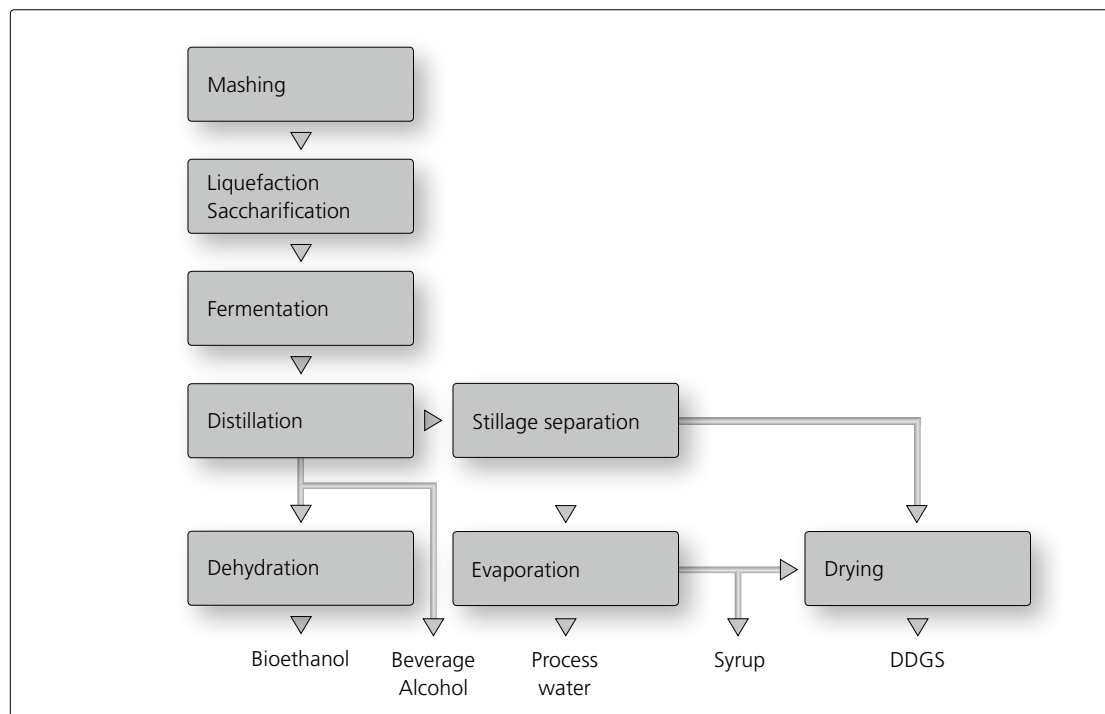 Mashing
Liquefaction
Saccharification
Fermentation
Distillation
Stillage separation
Dehydration
Evaporation
Drying
Bioethanol
Beverage
Alcohol
Process
water
Syrup
DDGS